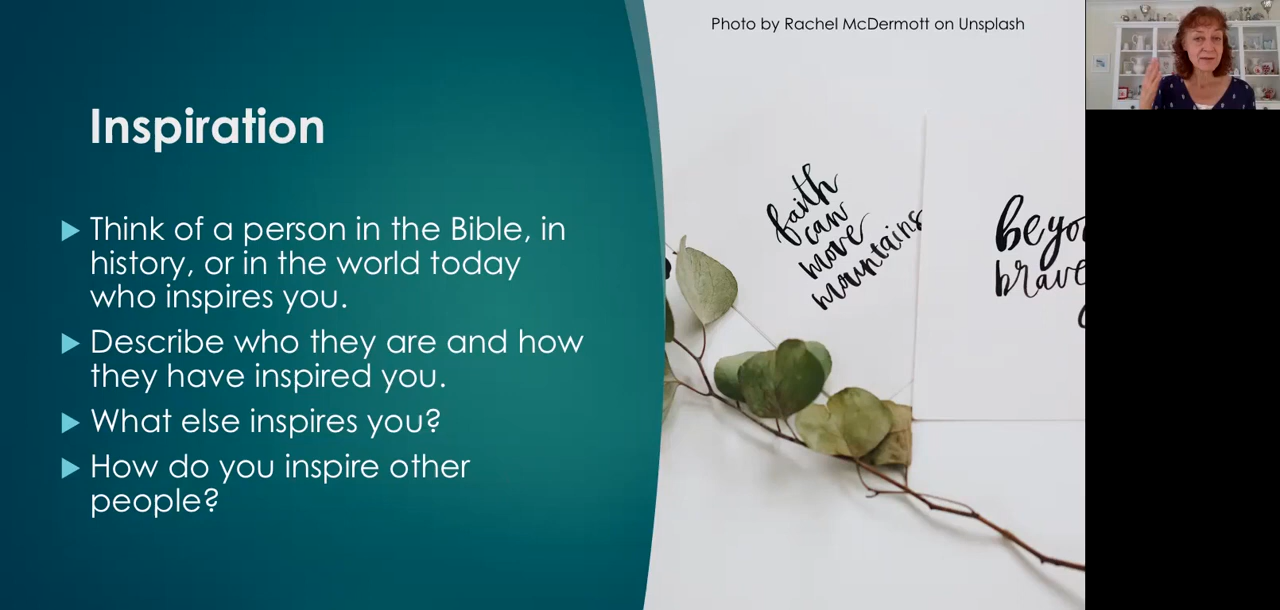 Photo by Rachel McDermott on Unsplash
Inspiration
Think of a person in the Bible, in
history, or in the world today
who inspires you.
Describe who they are and how
they have inspired you.
What else inspires you?
How do you inspire other
people?
faith
can
move
mountains
brave